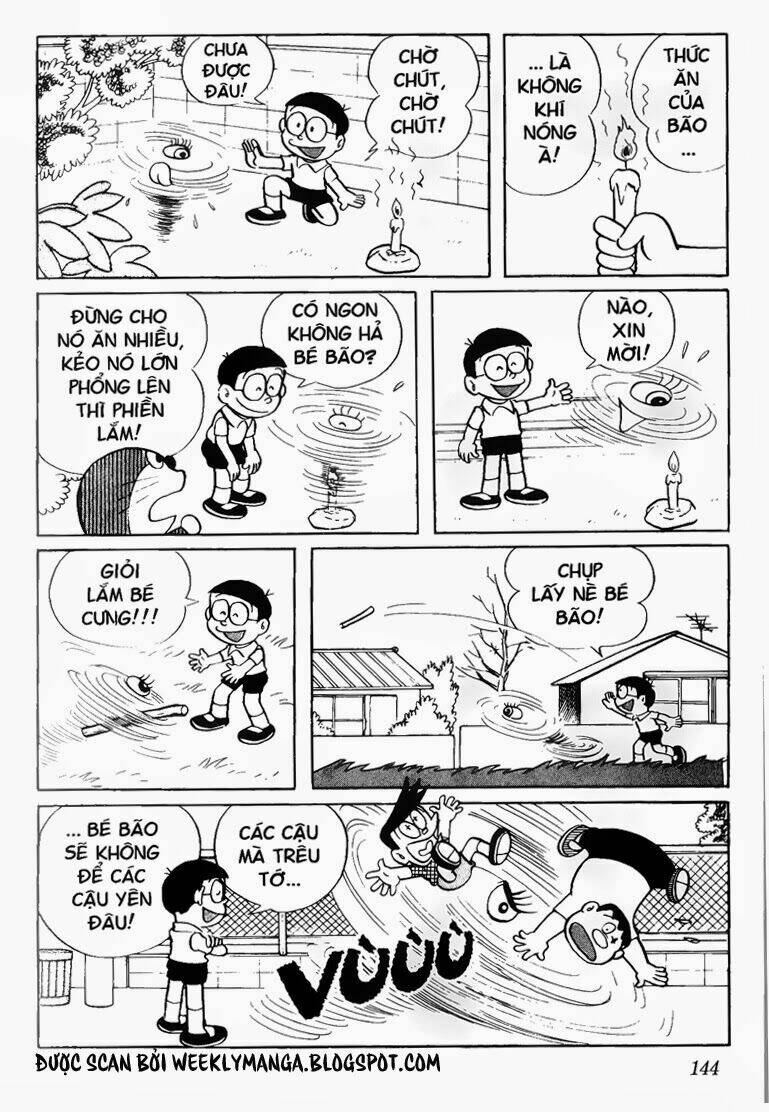 THỨC
ĂN
CỦA
BÃO
...
... LÀ
KHÔNG
KHÍ
NÓNG
À!
CHỜ
CHÚT,
CHỜ
CHÚT!
CHƯA
ĐƯỢC
ĐÂU!
NÀO,
XIN
MỜI!
CÓ NGON
KHÔNG HẢ
BÉ BÃO?
ĐỪNG CHO
NÓ ĂN NHIỀU,
KẺO NÓ LỚN
PHỔNG LÊN
THÌ PHIỀN
LẮM!
CHỤP
LẤY NÈ BÉ
BÃO!
GIỎI
LẮM BÉ
CƯNG!!!
CÁC CẬU
MÀ TRÊU
TỚ...
... BÉ BÃO
SẼ KHÔNG
ĐỂ CÁC
CẬU YÊN
ĐÂU!
VÙÙÙ
ĐƯỢC SCAN BỞI WEEKLYMANGA.BLOGSPOT.COM
144